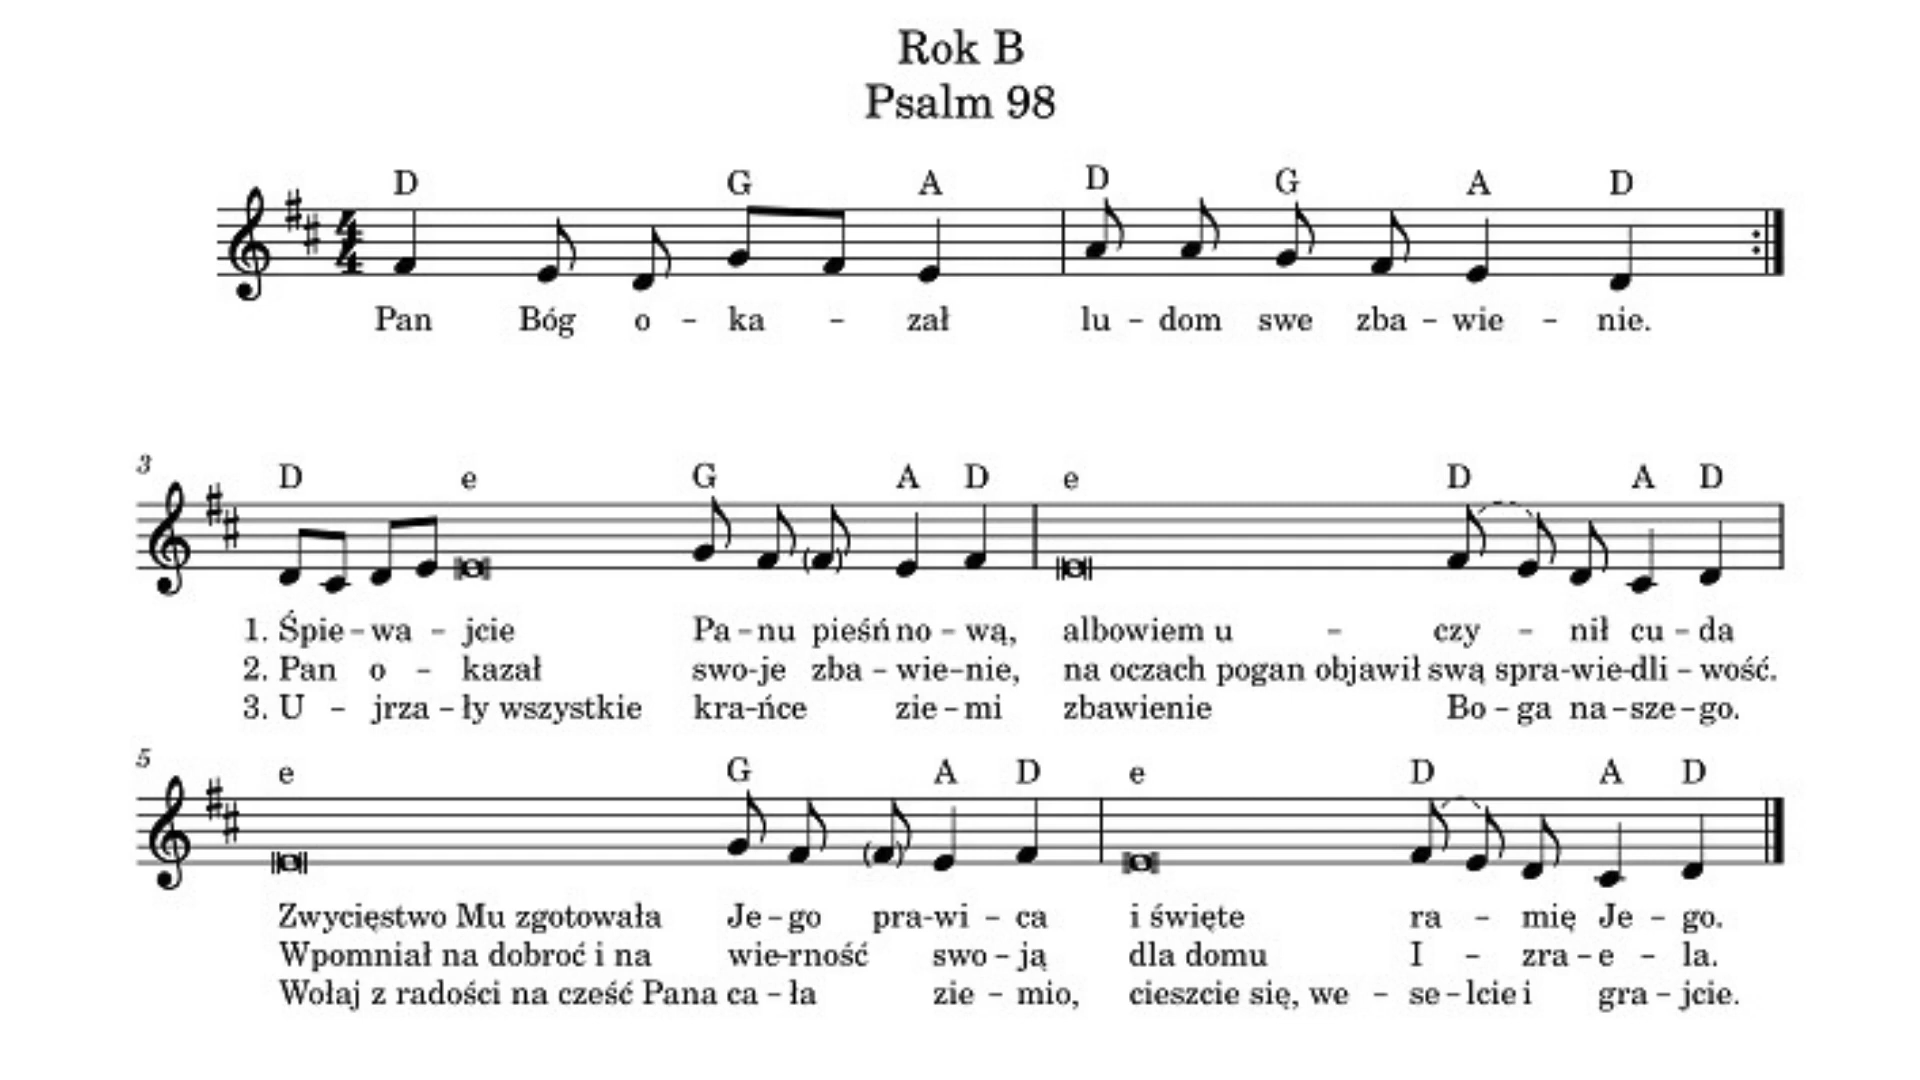 Rok B
Psalm 98
D G A D G A D
Pan Bóg o - ka - zał lu - dom swe zba - wie - nie.
3
D e G A D e D A D
1. Śpie - wa - jcie Pa - nu pieśń no - wą, albowiem u - czy - nił cu - da
2. Pan o - kazał swo-je zba - wie-nie, na oczach pogan objawił swą spra-wie-dli - wość.
3. U - jrza - ły wszystkie kra-ńce zie - mi zbawienie Bo - ga na - sze - go.
5
e G A D e D A D
Zwycięstwo Mu zgotowała Je - go pra-wi - ca i święte ra - mię Je - go.
Wpomniał na dobroć i na wie-rność swo - ją dla domu I - zra - e - la.
Wołaj z radości na cześć Pana ca - ła zie - mio, cieszcie się, we - se - lcie i gra - jcie.